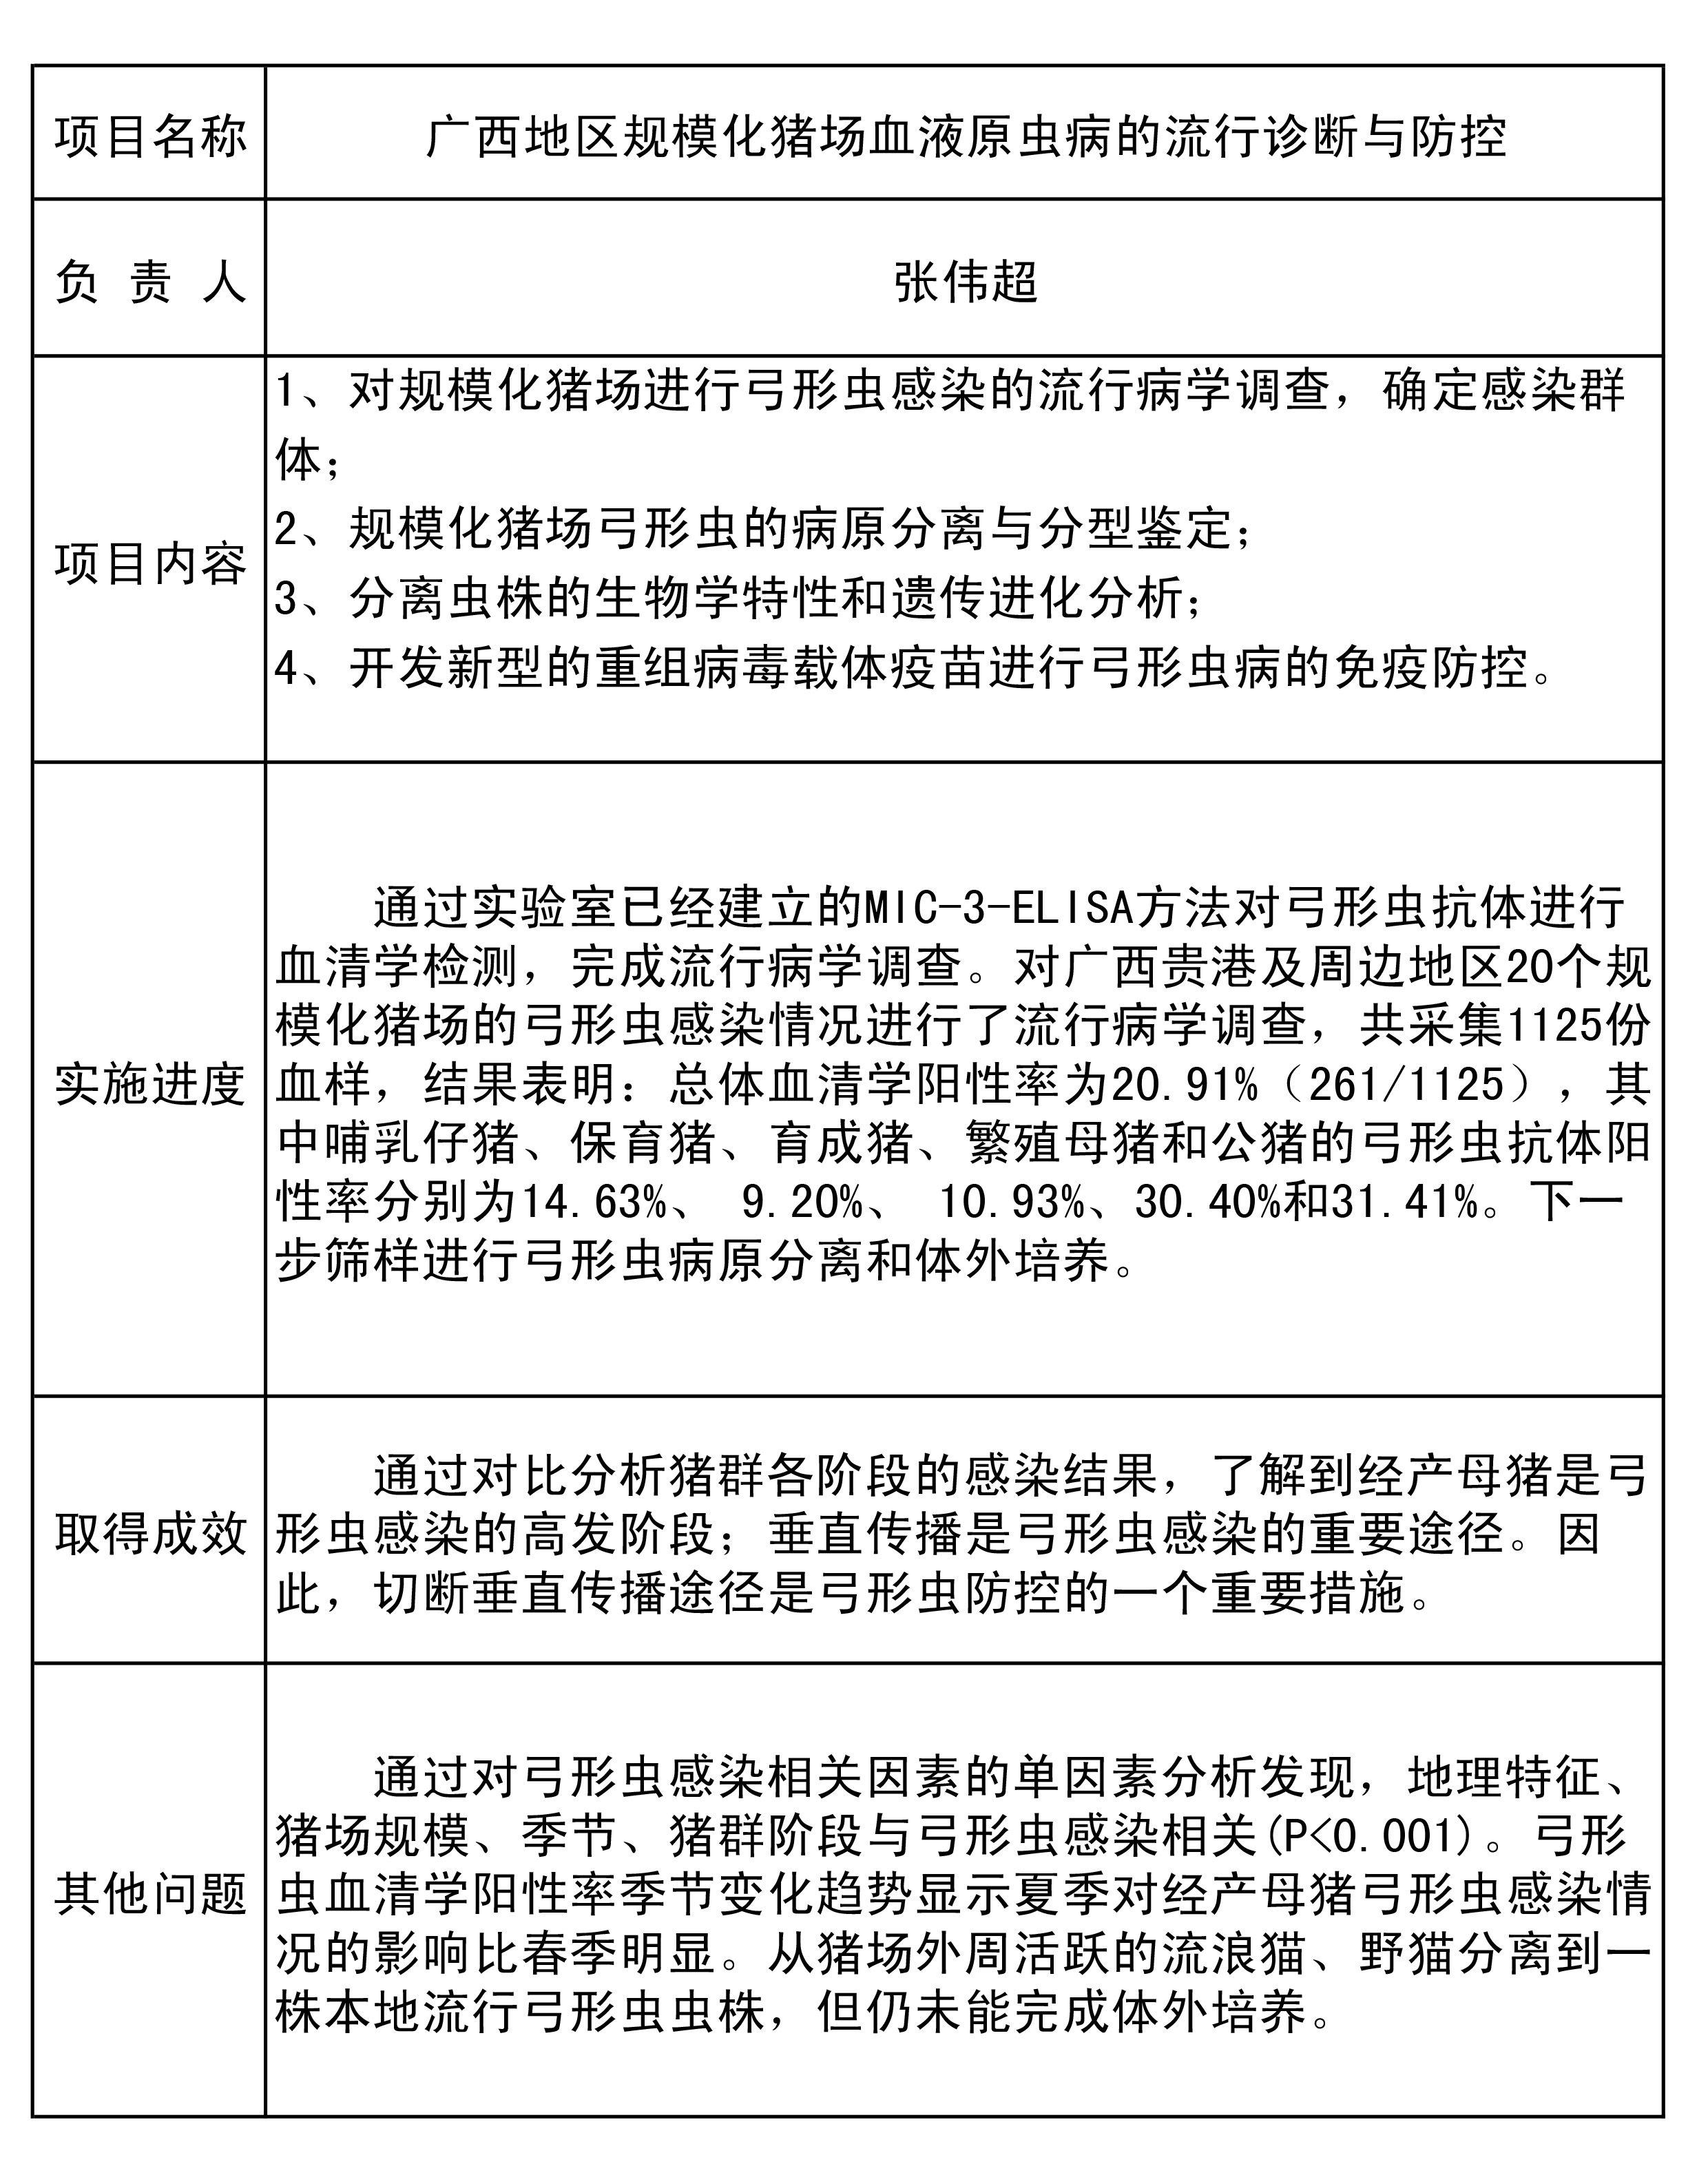 项目名称
广西地区规模化猪场血液原虫病的流行诊断与防控
负 责 人
张伟超
项目内容
1、对规模化猪场进行弓形虫感染的流行病学调查，确定感染群
体；
2、规模化猪场弓形虫的病原分离与分型鉴定；
3、分离虫株的生物学特性和遗传进化分析；
4、开发新型的重组病毒载体疫苗进行弓形虫病的免疫防控。
实施进度
通过实验室已经建立的MIC-3-ELISA方法对弓形虫抗体进行
血清学检测，完成流行病学调查。对广西贵港及周边地区20个规
模化猪场的弓形虫感染情况进行了流行病学调查，共采集1125份
血样，结果表明：总体血清学阳性率为20.91%（261/1125），其
中哺乳仔猪、保育猪、育成猪、繁殖母猪和公猪的弓形虫抗体阳
性率分别为14.63%、 9.20%、 10.93%、30.40%和31.41%。下一
步筛样进行弓形虫病原分离和体外培养。
取得成效
通过对比分析猪群各阶段的感染结果，了解到经产母猪是弓
形虫感染的高发阶段；垂直传播是弓形虫感染的重要途径。因
此，切断垂直传播途径是弓形虫防控的一个重要措施。
其他问题
通过对弓形虫感染相关因素的单因素分析发现，地理特征、
猪场规模、季节、猪群阶段与弓形虫感染相关(P<0.001)。弓形
虫血清学阳性率季节变化趋势显示夏季对经产母猪弓形虫感染情
况的影响比春季明显。从猪场外周活跃的流浪猫、野猫分离到一
株本地流行弓形虫虫株，但仍未能完成体外培养。